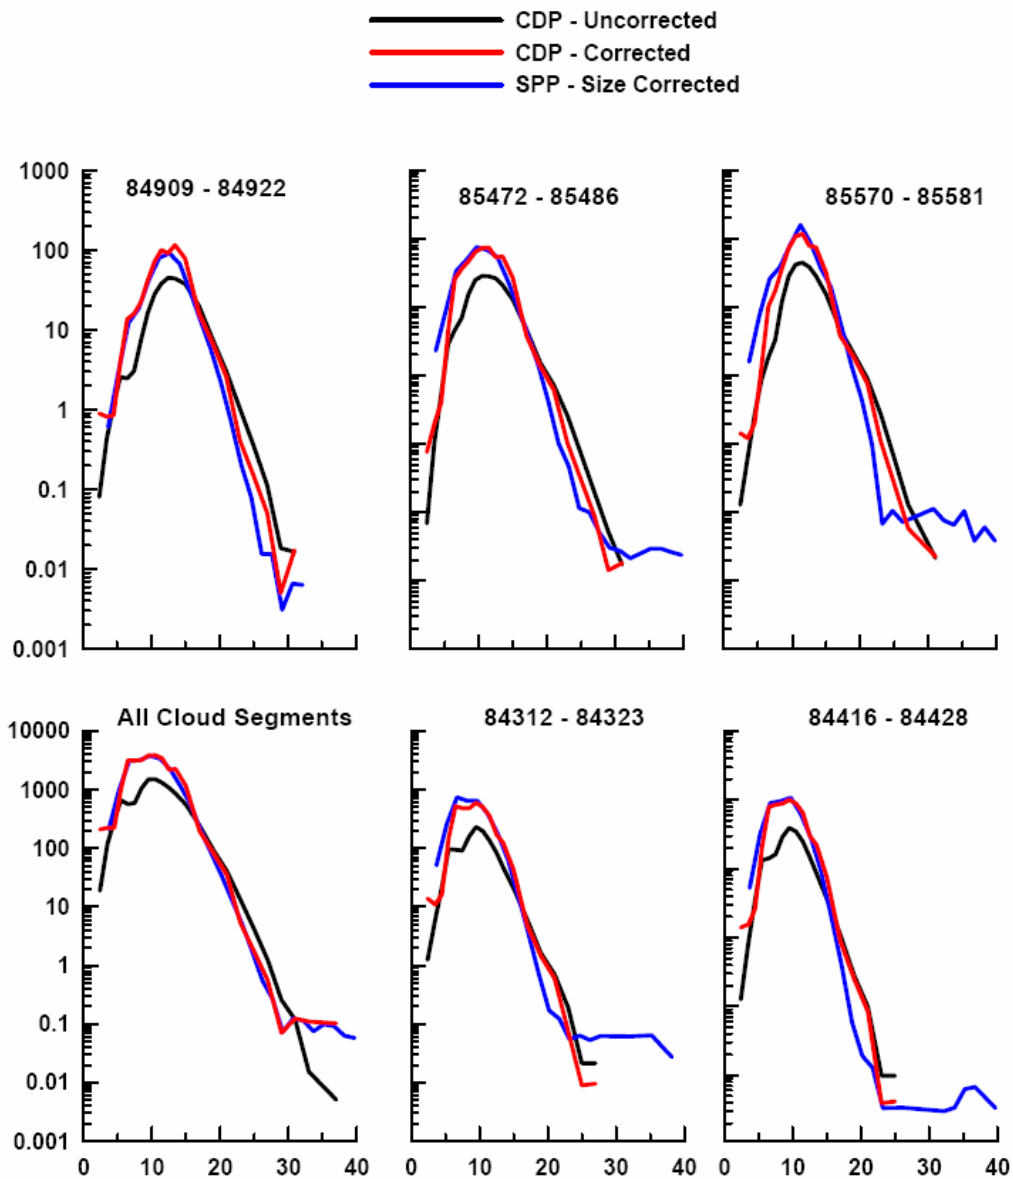 CDP - Uncorrected
CDP - Corrected
SPP - Size Corrected
84909 - 84922
85472 - 85486
85570 - 85581
1000
100
10
1
0.1
0.01
0.001
All Cloud Segments
84312 - 84323
84416 - 84428
10000
1000
100
10
1
0.1
0.01
0.001
0 10 20 30 40
0 10 20 30 40
0 10 20 30 40